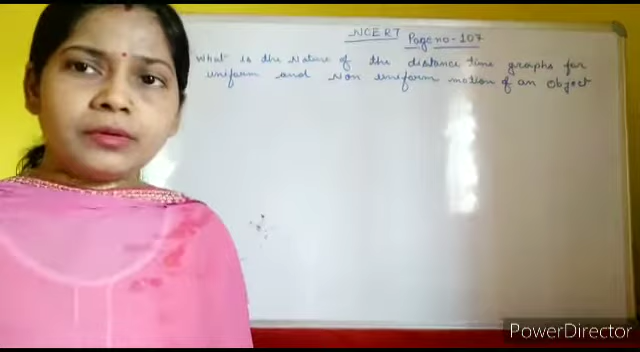 NCERT Page no - 107
What is the Nature of the distance time graphs for
uniform and Non uniform motion of an object
PowerDirector